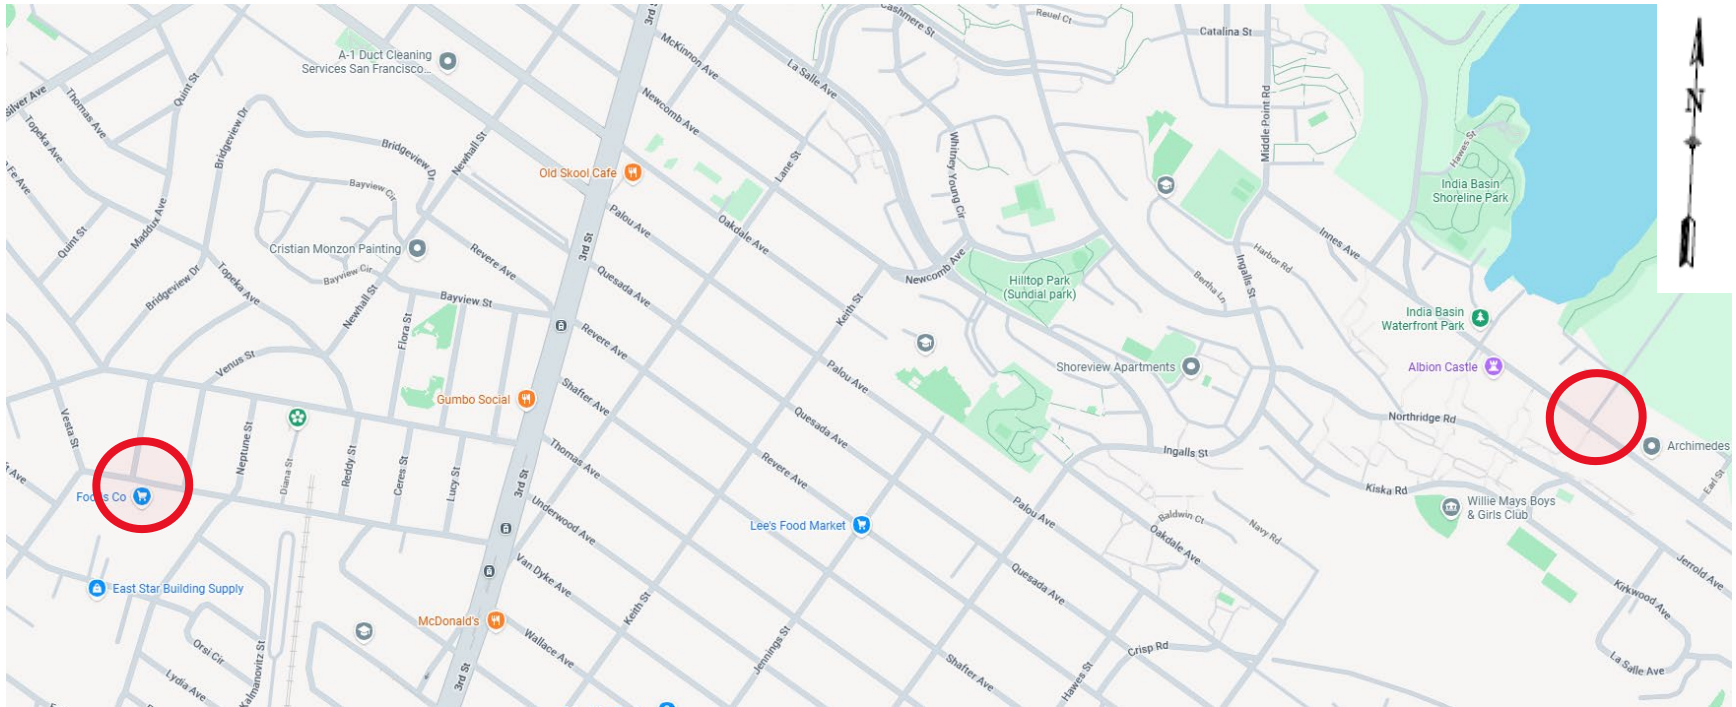 Cashmere St
Reuel Ct
Catalina St
3rd St
McKinnon Ave
A-1 Duct Cleaning
Services San Francisco...
La Salle Ave
Quint St
Silver Ave
Thomas Ave
Topeka Ave
Newcomb Ave
Middle Point Rd
N
Bridgeview Dr
Newhall St
Bridgeview Dr
Whitney Young Cir
Hawes St
Lane St
Old Skool Cafe
Bayview Cir
India Basin
Shoreline Park
Maddux Ave
Palou Ave
Oakdale Ave
Quint St
Cristian Monzon Painting
3rd St
Innes Ave
Revere Ave
Newcomb Ave
Harbor Rd
Bayview Cir
Topeka Ave
Bridgeview Dr
Quesada Ave
Hilltop Park
(Sundial park)
Bertha Ln
Ingalls St
Bayview St
Newhall St
Keith St
India Basin
Waterfront Park
Flora St
Revere Ave
Venus St
Palou Ave
Shoreview Apartments
Albion Castle
Gumbo Social
Shafter Ave
Vesta St
Quesada Ave
Northridge Rd
Neptune St
Thomas Ave
Ingalls St
Archimedes
Diana St
Reddy St
Ceres St
Lucy St
3rd St
Revere Ave
Kiska Rd
Earl St
Foods Co
Underwood Ave
Palou Ave
Willie Mays Boys
& Girls Club
Lee's Food Market
Baldwin Ct
Navy Rd
Oakdale Ave
Van Dyke Ave
Quesada Ave
Jerrold Ave
East Star Building Supply
Keith St
Kirkwood Ave
McDonald's
Wallace Ave
Jennings St
Orsi Cir
Kalmanovitz St
Crisp Rd
Shafter Ave
Hawes St
La Salle Ave
Lydia Ave
3rd St